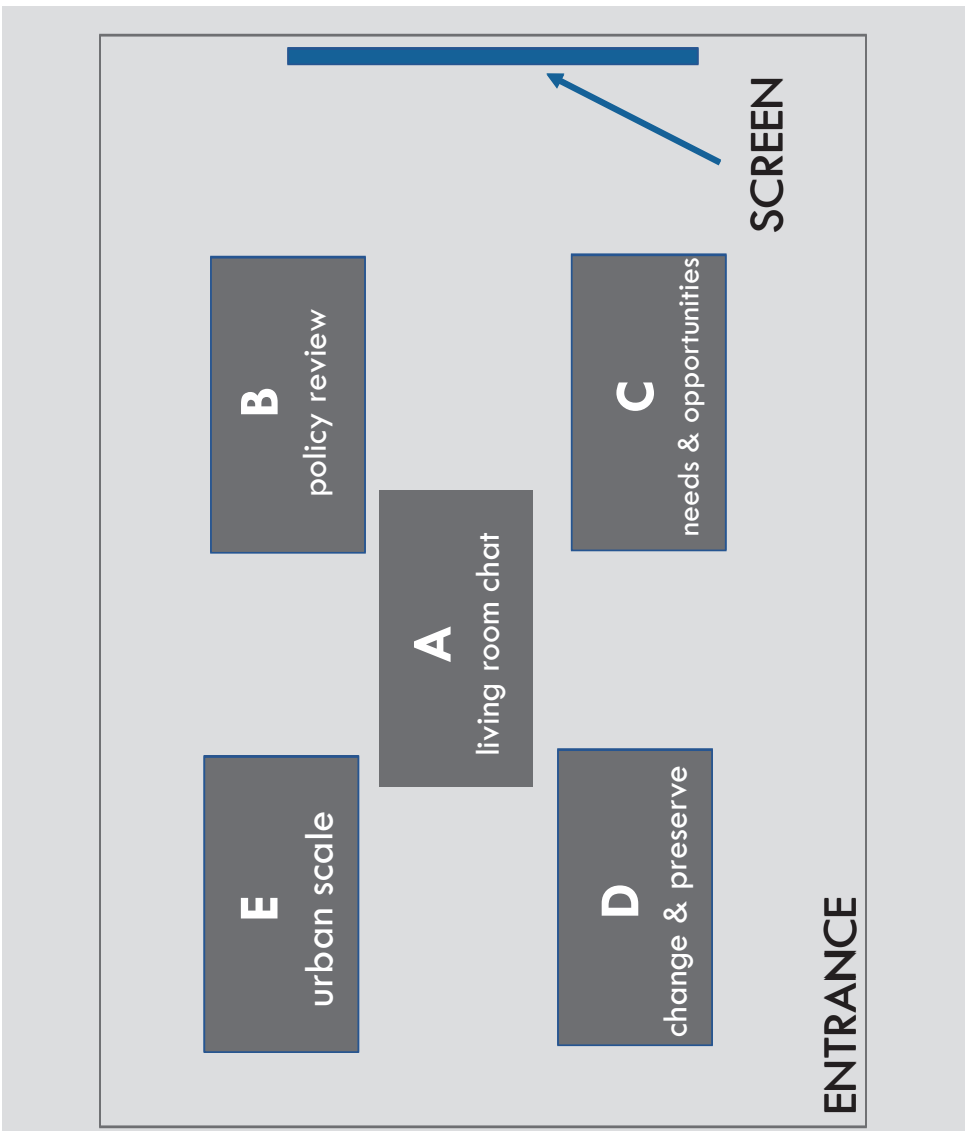 E
urban scale
B
policy review
A
living room chat
D
change & preserve
C
needs & opportunities
ENTRANCE
SCREEN